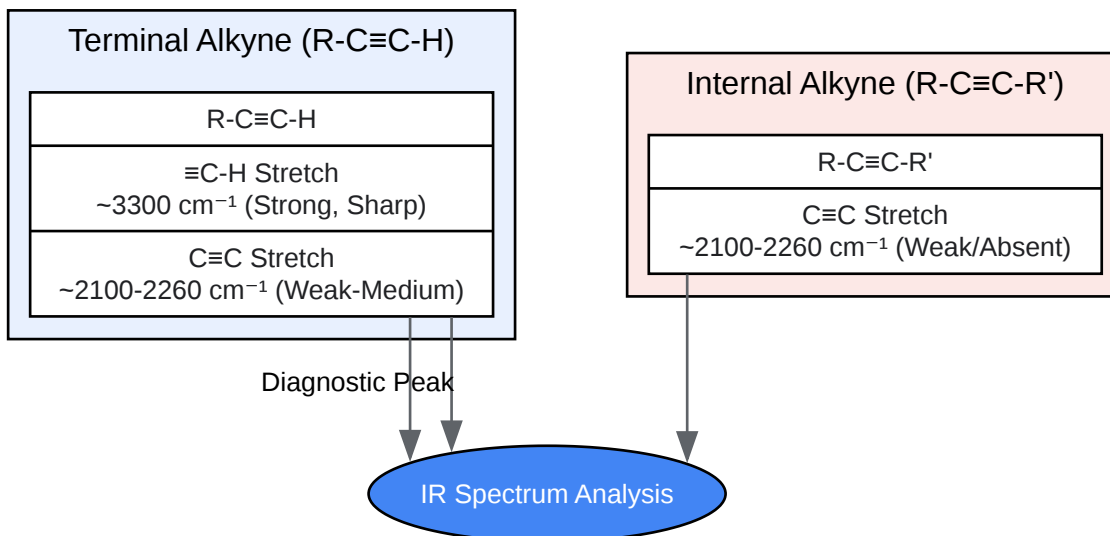 Terminal Alkyne (R-C≡C-H)
R-C≡C-H
≡C-H Stretch
~3300 cm⁻¹ (Strong, Sharp)
C≡C Stretch
~2100-2260 cm⁻¹ (Weak-Medium)
Internal Alkyne (R-C≡C-R')
R-C≡C-R'
C≡C Stretch
~2100-2260 cm⁻¹ (Weak/Absent)
Diagnostic Peak
IR Spectrum Analysis